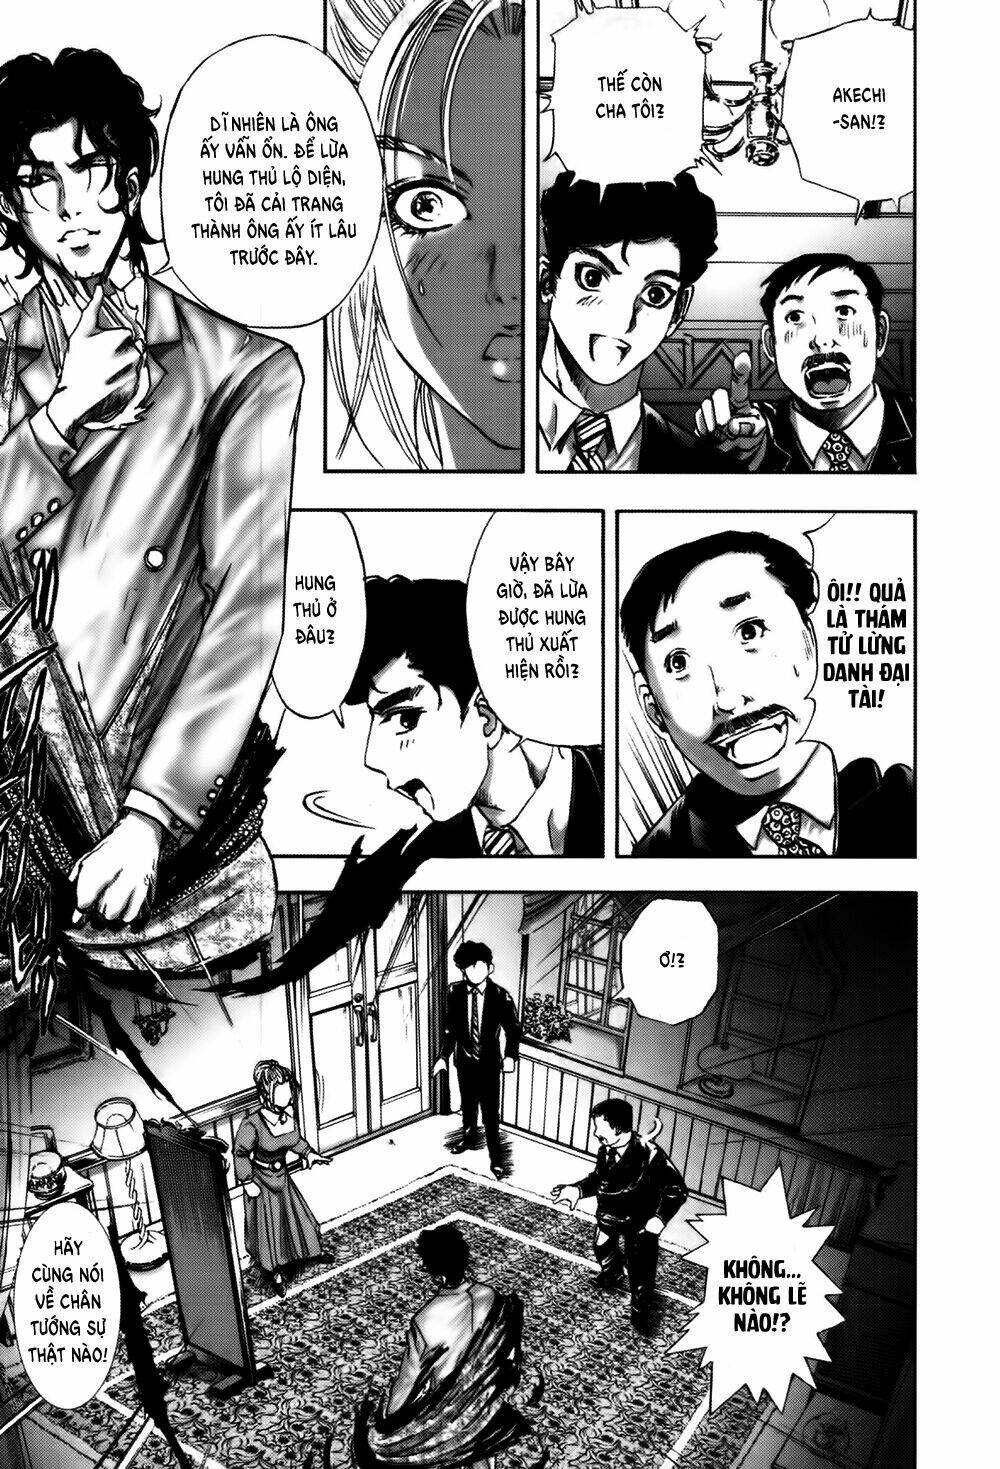 AKECHI
-SAN!?
THẾ CÒN
CHA TÔI?
DĨ NHIÊN LÀ ÔNG
ẤY VẪN ỔN. ĐỂ LỪA
HUNG THỦ LỘ DIỆN,
TÔI ĐÃ CẢI TRANG
THÀNH ÔNG ẤY ÍT LÂU
TRƯỚC ĐÂY.
ÔI!! QUẢ
LÀ THÁM
TỬ LỪNG
DANH ĐẠI
TÀI!
VẬY BÂY
GIỜ, ĐÃ LỪA
ĐƯỢC HUNG
THỦ XUẤT
HIỆN RỒI?
HUNG
THỦ Ở
ĐÂU?
Ơ!?
KHÔNG...
KHÔNG LẼ
NÀO!?
HÃY
CÙNG NÓI
VỀ CHÂN
TƯỚNG SỰ
THẬT NÀO!